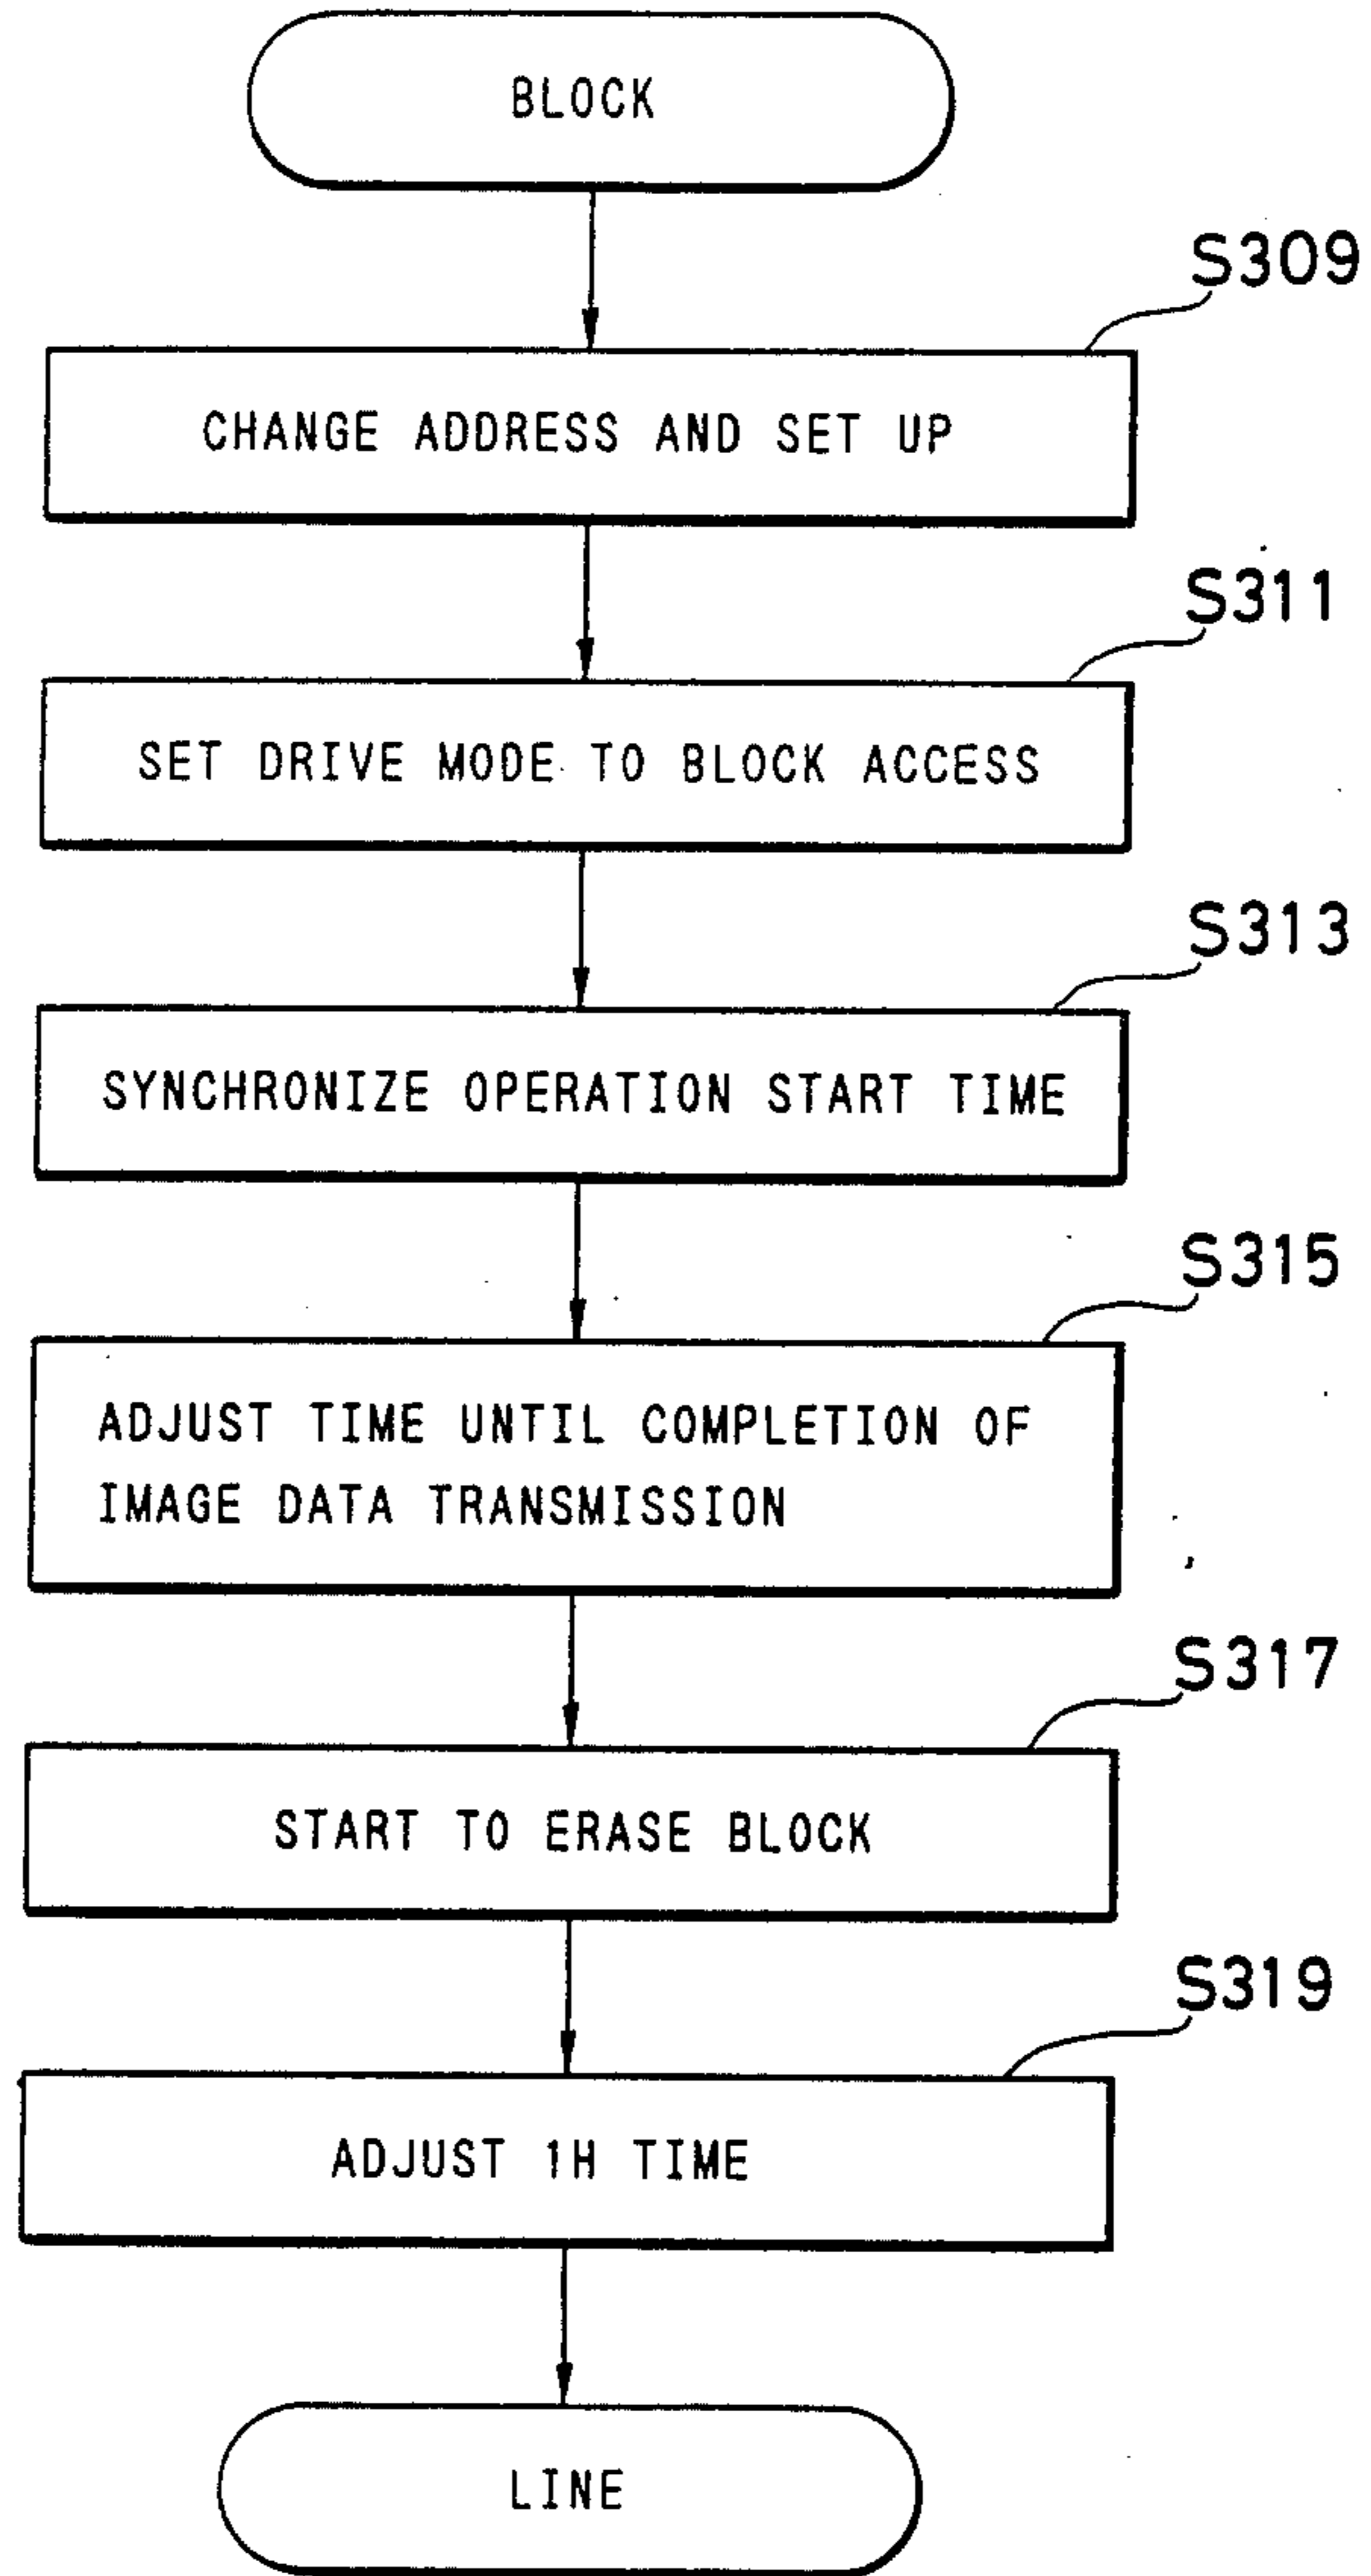 BLOCK
S309
CHANGE ADDRESS AND SET UP
S311
SET DRIVE MODE TO BLOCK ACCESS
S313
SYNCHRONIZE OPERATION START TIME
S315
ADJUST TIME UNTIL COMPLETION OF
IMAGE DATA TRANSMISSION
S317
START TO ERASE BLOCK
S319
ADJUST 1H TIME
LINE